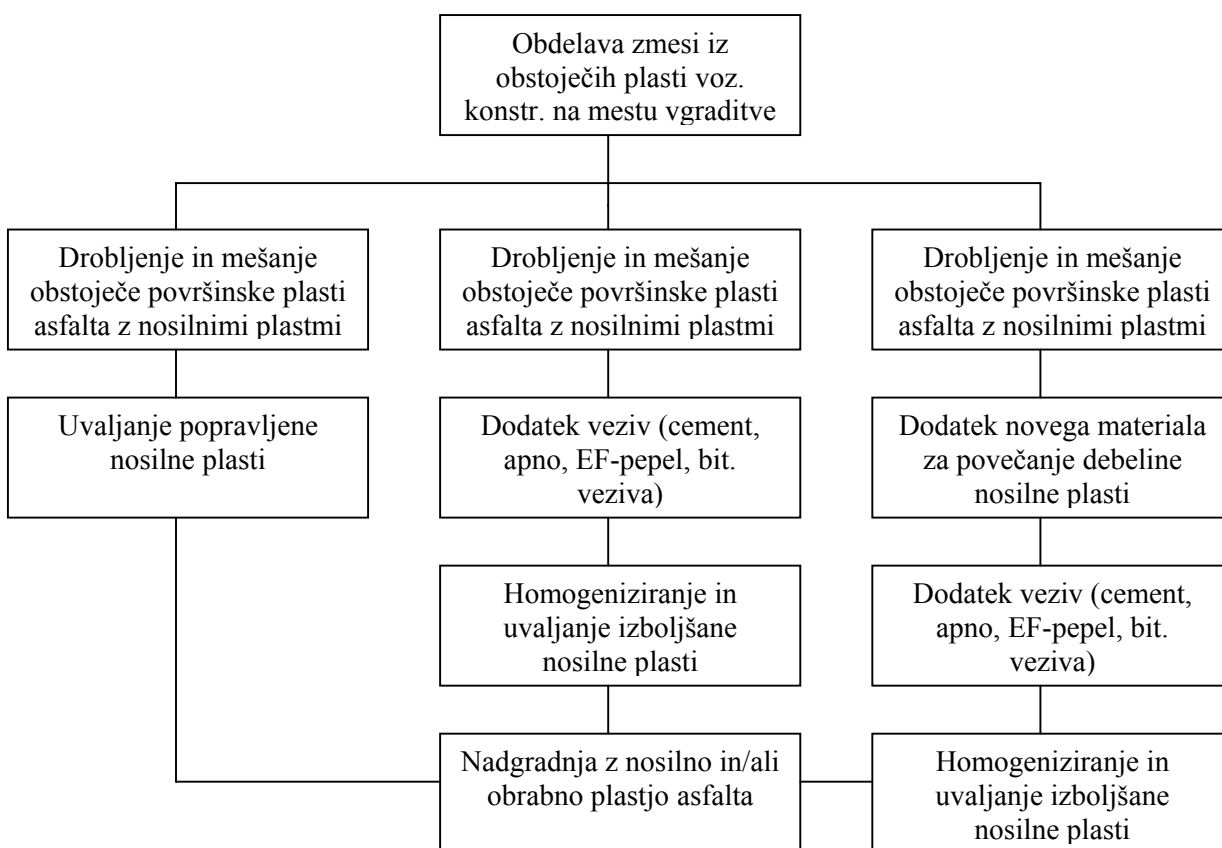 Obdelava zmesi iz
obstoječih plasti voz.
konstr. na mestu vgraditve
Drobljenje in mešanje
obstoječe površinske plasti
asfalta z nosilnimi plastmi
Drobljenje in mešanje
obstoječe površinske plasti
asfalta z nosilnimi plastmi
Drobljenje in mešanje
obstoječe površinske plasti
asfalta z nosilnimi plastmi
Uvaljanje popravljene
nosilne plasti
Dodatek veziv (cement,
apno, EF-pepel, bit.
veziva)
Dodatek novega materiala
za povečanje debeline
nosilne plasti
Homogeniziranje in
uvaljanje izboljšane
nosilne plasti
Dodatek veziv (cement,
apno, EF-pepel, bit.
veziva)
Nadgradnja z nosilno in/ali
obrabno plastjo asfalta
Homogeniziranje in
uvaljanje izboljšane
nosilne plasti